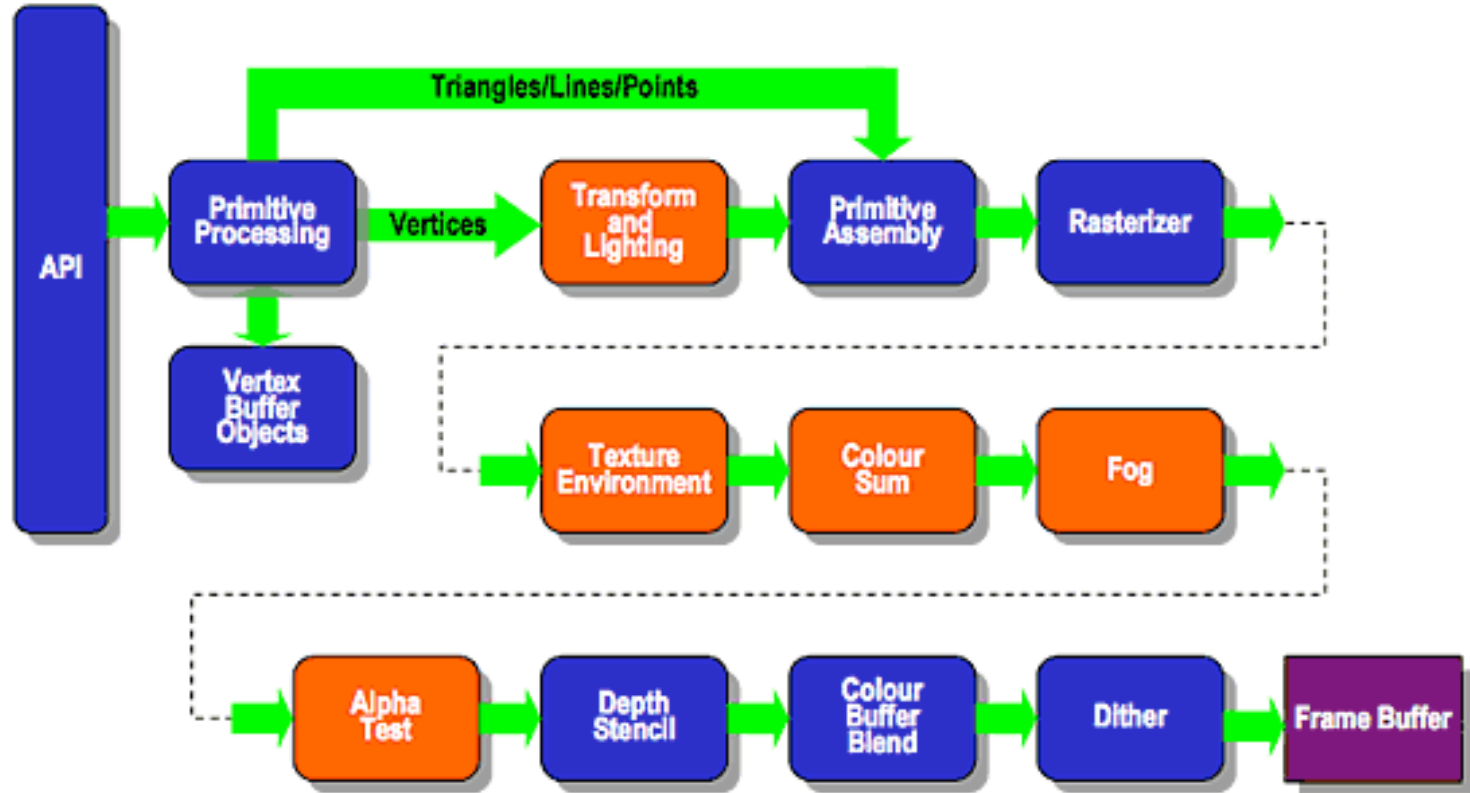 Triangles/Lines/Points
API
Primitive
Processing
Vertices
Transform
and
Lighting
Primitive
Assembly
Rasterizer
Vertex
Buffer
Objects
Texture
Environment
Colour
Sum
Fog
Alpha
Test
Depth
Stencil
Colour
Buffer
Blend
Dither
Frame Buffer